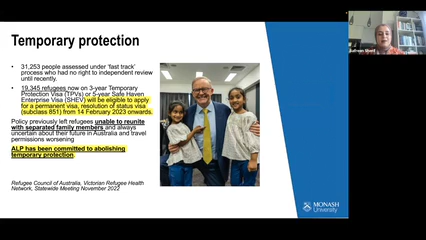 Temporary protection
• 31,253 people assessed under 'fast track'
process who had no right to independent review
until recently.
• 19,345 refugees now on 3-year Temporary
Protection Visa (TPVs) or 5-year Safe Haven
Enterprise Visa (SHEV) will be eligible to apply
for a permanent visa, resolution of status visa
(subclass 851) from 14 February 2023 onwards.
Policy previously left refugees unable to reunite
with separated family members and always
uncertain about their future in Australia and travel
permissions worsening
ALP has been committed to abolishing
temporary protection.
Refugee Council of Australia, Victorian Refugee Health
Network, Statewide Meeting November 2022
MONASH
University